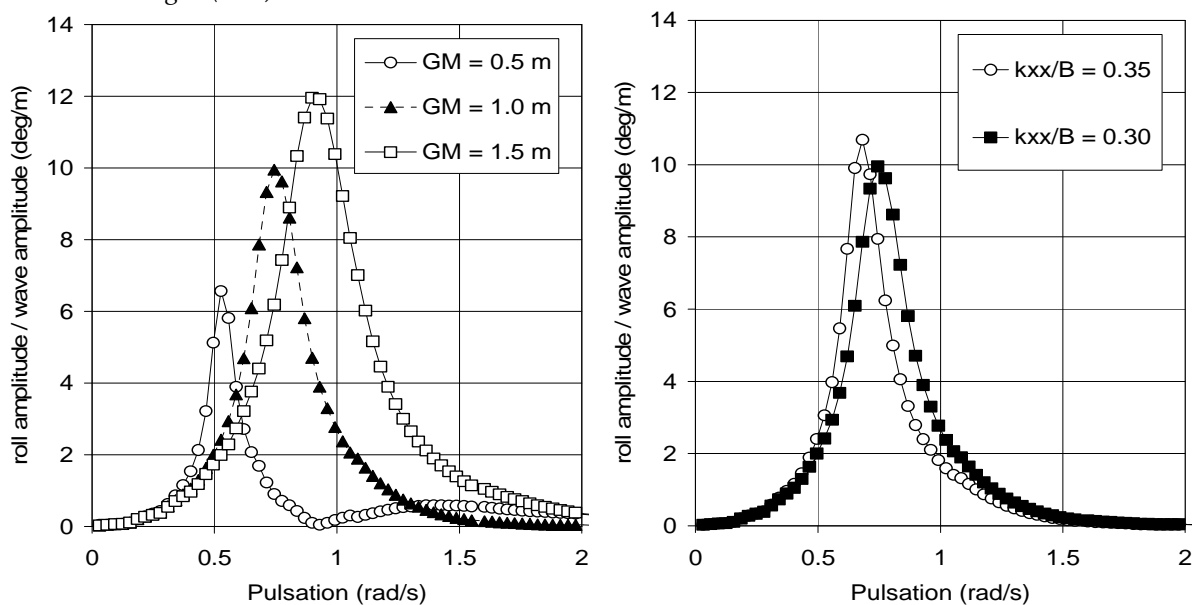 14
12
10
8
6
4
2
0
roll amplitude / wave amplitude (deg/m)
GM = 0.5 m
GM = 1.0 m
GM = 1.5 m
0 0.5 1 1.5 2
Pulsation (rad/s)
14
12
10
8
6
4
2
0
roll amplitude / wave amplitude (deg/m)
kxx/B = 0.35
kxx/B = 0.30
0 0.5 1 1.5 2
Pulsation (rad/s)